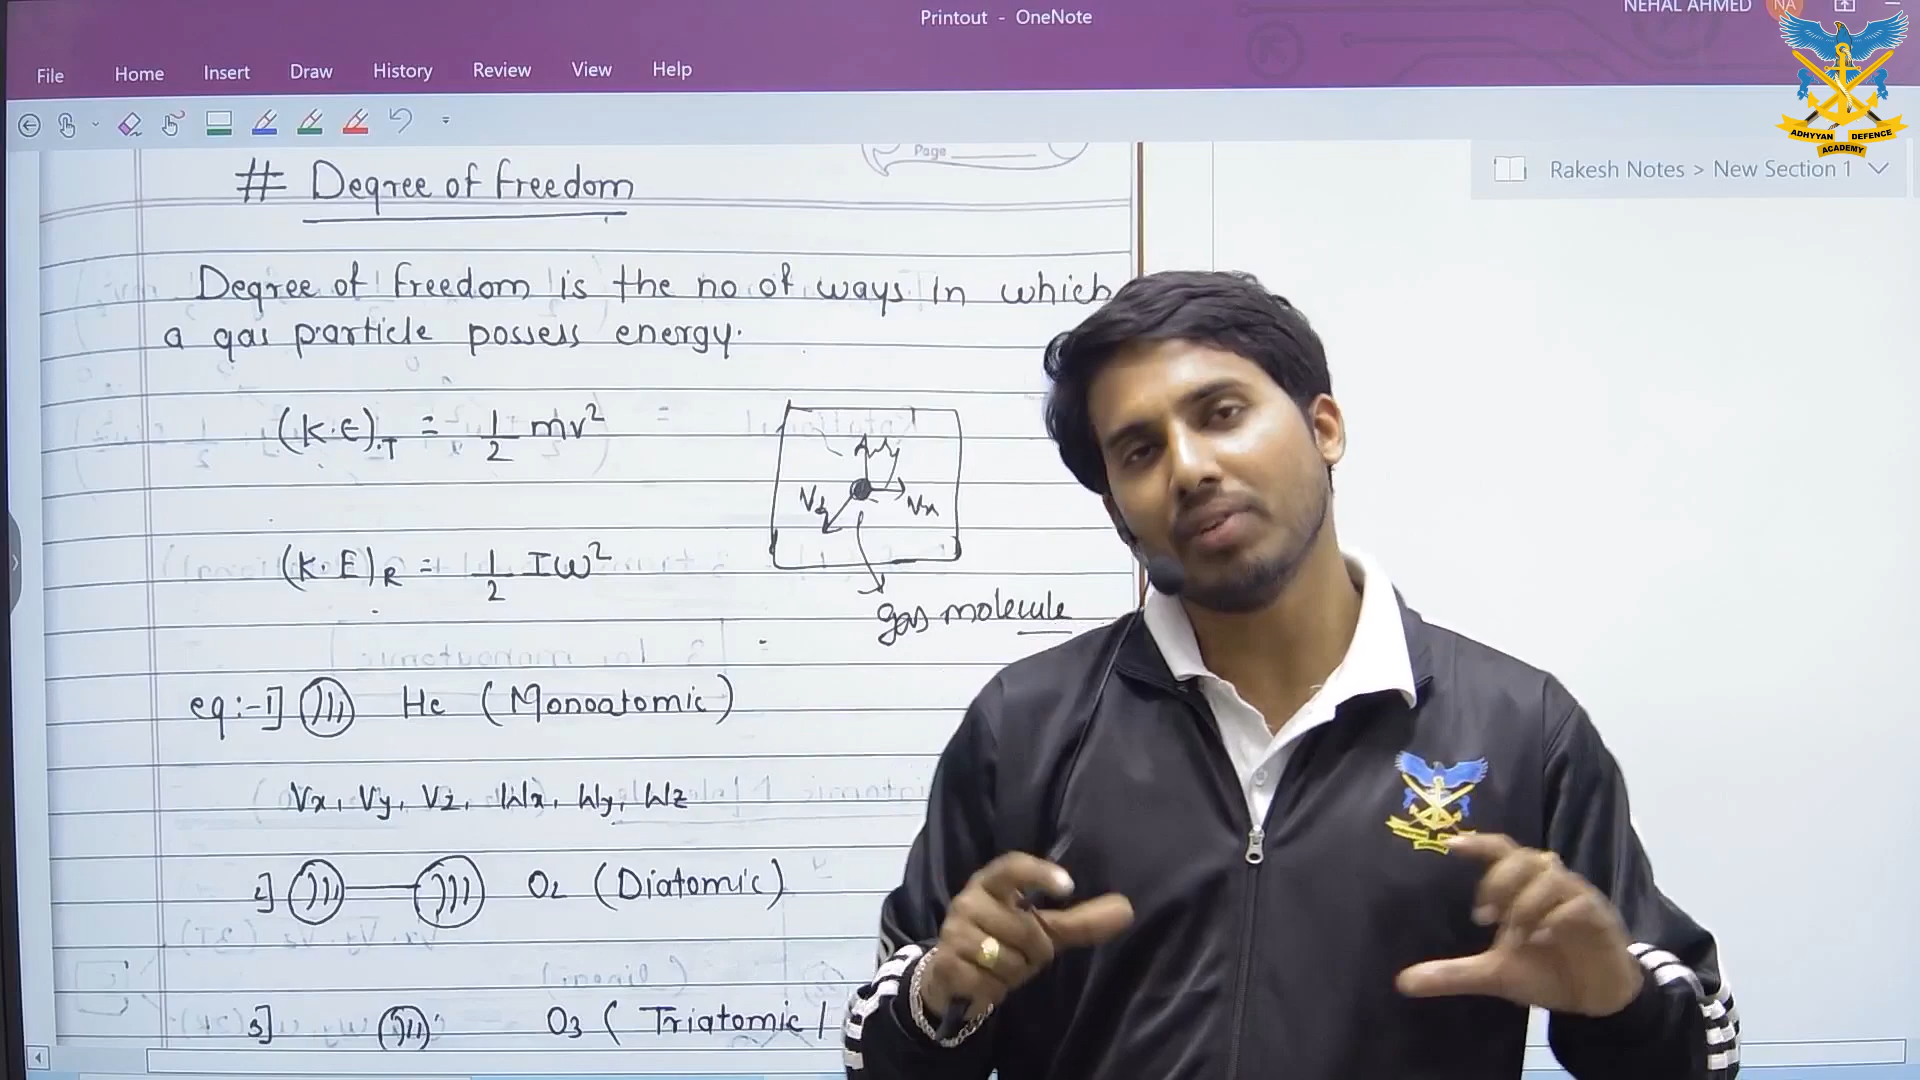 Printout - OneNote
NEHAL AHMED NA
File Home Insert Draw History Review View Help
ADHYYAN DEFENCE
ACADEMY
Page
Rakesh Notes > New Section 1
# Degree of freedom
Degree of freedom is the no of ways in which
a gas particle possess energy.
(K.E).T = 1/2 mv²
Vy
Vz
Vx
(K.E)R = 1/2 Iω²
gas molecule
eg:-1] He (Monoatomic)
Vx, Vy, Vz, Wx, Wy, Wz
2] O2 (Diatomic)
3] O3 ( Triatomic /